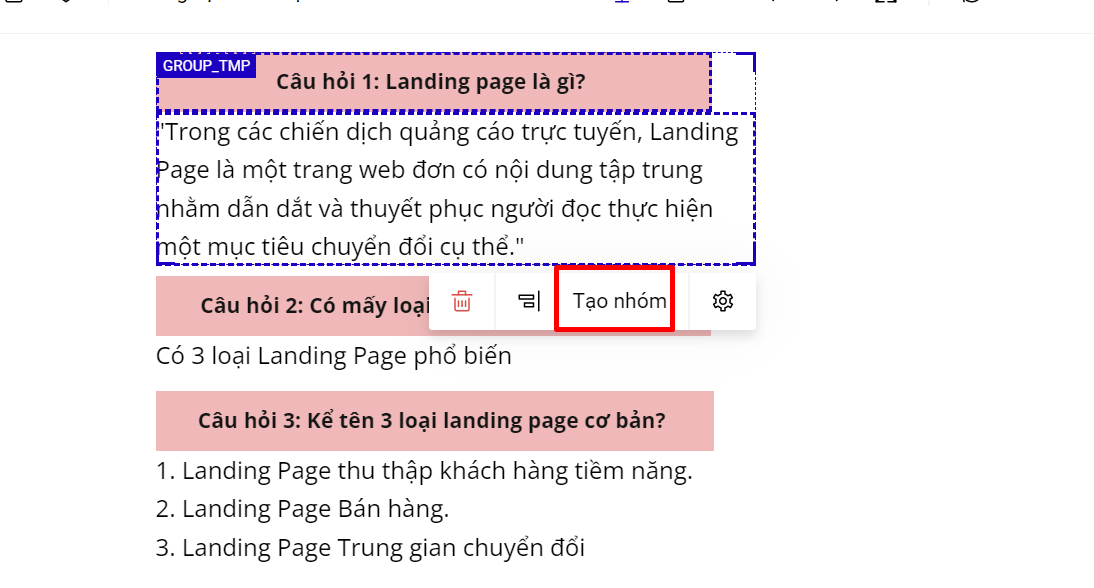 GROUP_TMP
Câu hỏi 1: Landing page là gì?
"Trong các chiến dịch quảng cáo trực tuyến, Landing
Page là một trang web đơn có nội dung tập trung
nhằm dẫn dắt và thuyết phục người đọc thực hiện
một mục tiêu chuyển đổi cụ thể."
Câu hỏi 2: Có mấy loại
Tạo nhóm
Có 3 loại Landing Page phổ biến
Câu hỏi 3: Kể tên 3 loại landing page cơ bản?
1. Landing Page thu thập khách hàng tiềm năng.
2. Landing Page Bán hàng.
3. Landing Page Trung gian chuyển đổi